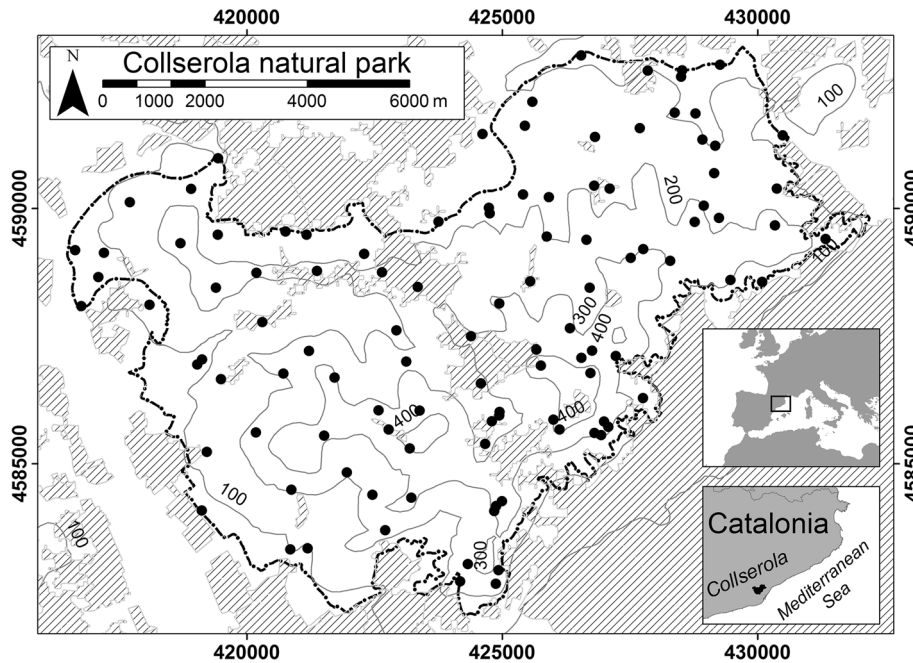 420000 425000 430000
N
Collserola natural park
0 1000 2000 4000 6000 m
100
200
4590000 4590000
100
300
400
400
400
4585000 4585000
100
100
300
Catalonia
Collserola
Mediterranean
Sea
420000 425000 430000